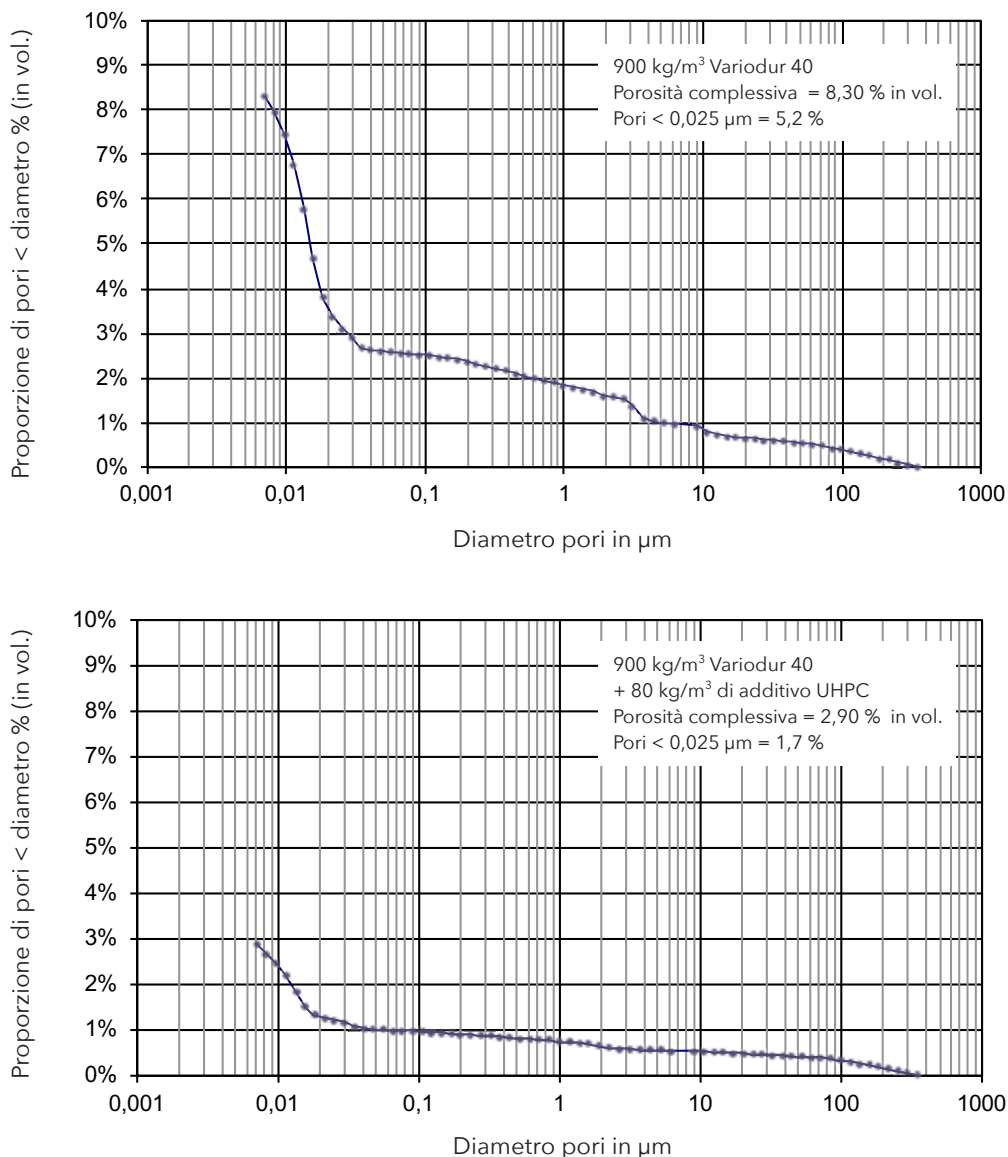 Proporzione di pori < diametro % (in vol.)
10%
9%
8%
7%
6%
5%
4%
3%
2%
1%
0%
900 kg/m³ Variodur 40
Porosità complessiva = 8,30 % in vol.
Pori < 0,025 µm = 5,2 %
0,001 0,01 0,1 1 10 100 1000
Diametro pori in µm
Proporzione di pori < diametro % (in vol.)
10%
9%
8%
7%
6%
5%
4%
3%
2%
1%
0%
900 kg/m³ Variodur 40
+ 80 kg/m³ di additivo UHPC
Porosità complessiva = 2,90 % in vol.
Pori < 0,025 µm = 1,7 %
0,001 0,01 0,1 1 10 100 1000
Diametro pori in µm